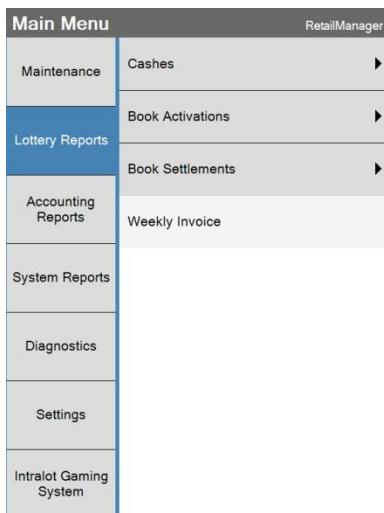 Main Menu
RetailManager
Maintenance
Lottery Reports
Accounting
Reports
System Reports
Diagnostics
Settings
Intralot Gaming
System
Cashes
Book Activations
Book Settlements
Weekly Invoice